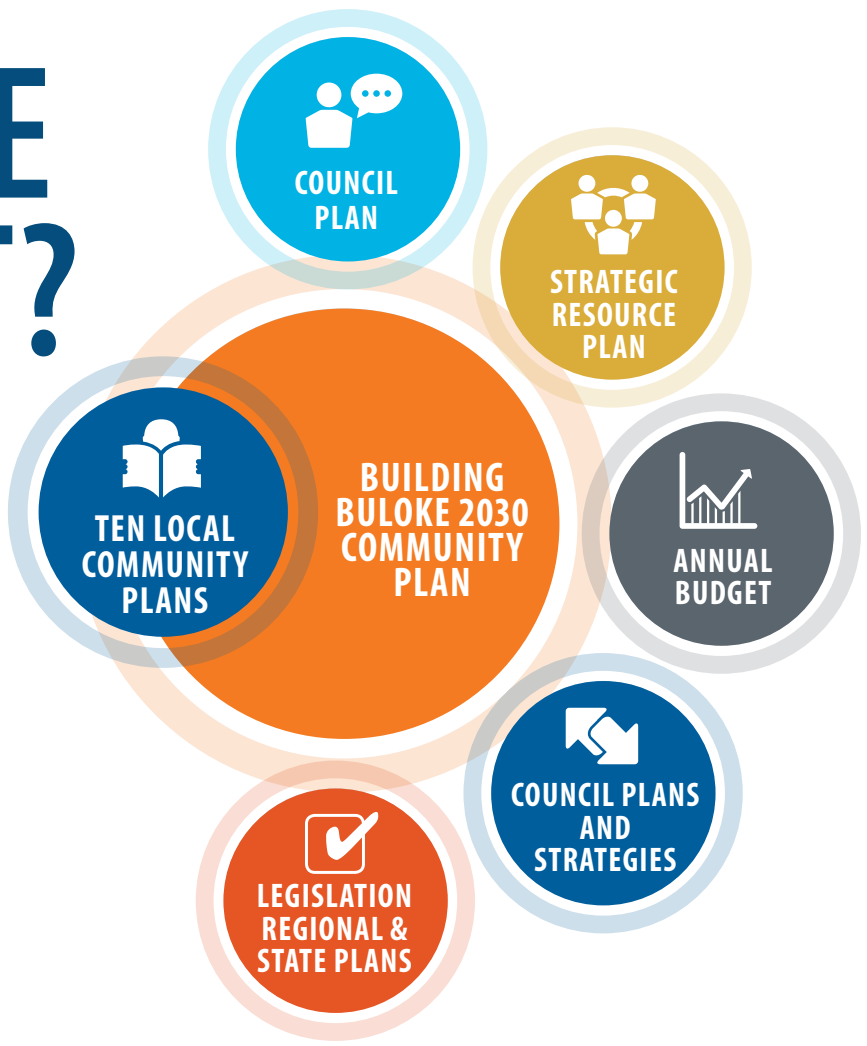 E
?
COUNCIL
PLAN
STRATEGIC
RESOURCE
PLAN
BUILDING
BULOKE 2030
COMMUNITY
PLAN
TEN LOCAL
COMMUNITY
PLANS
ANNUAL
BUDGET
COUNCIL PLANS
AND
STRATEGIES
LEGISLATION
REGIONAL &
STATE PLANS